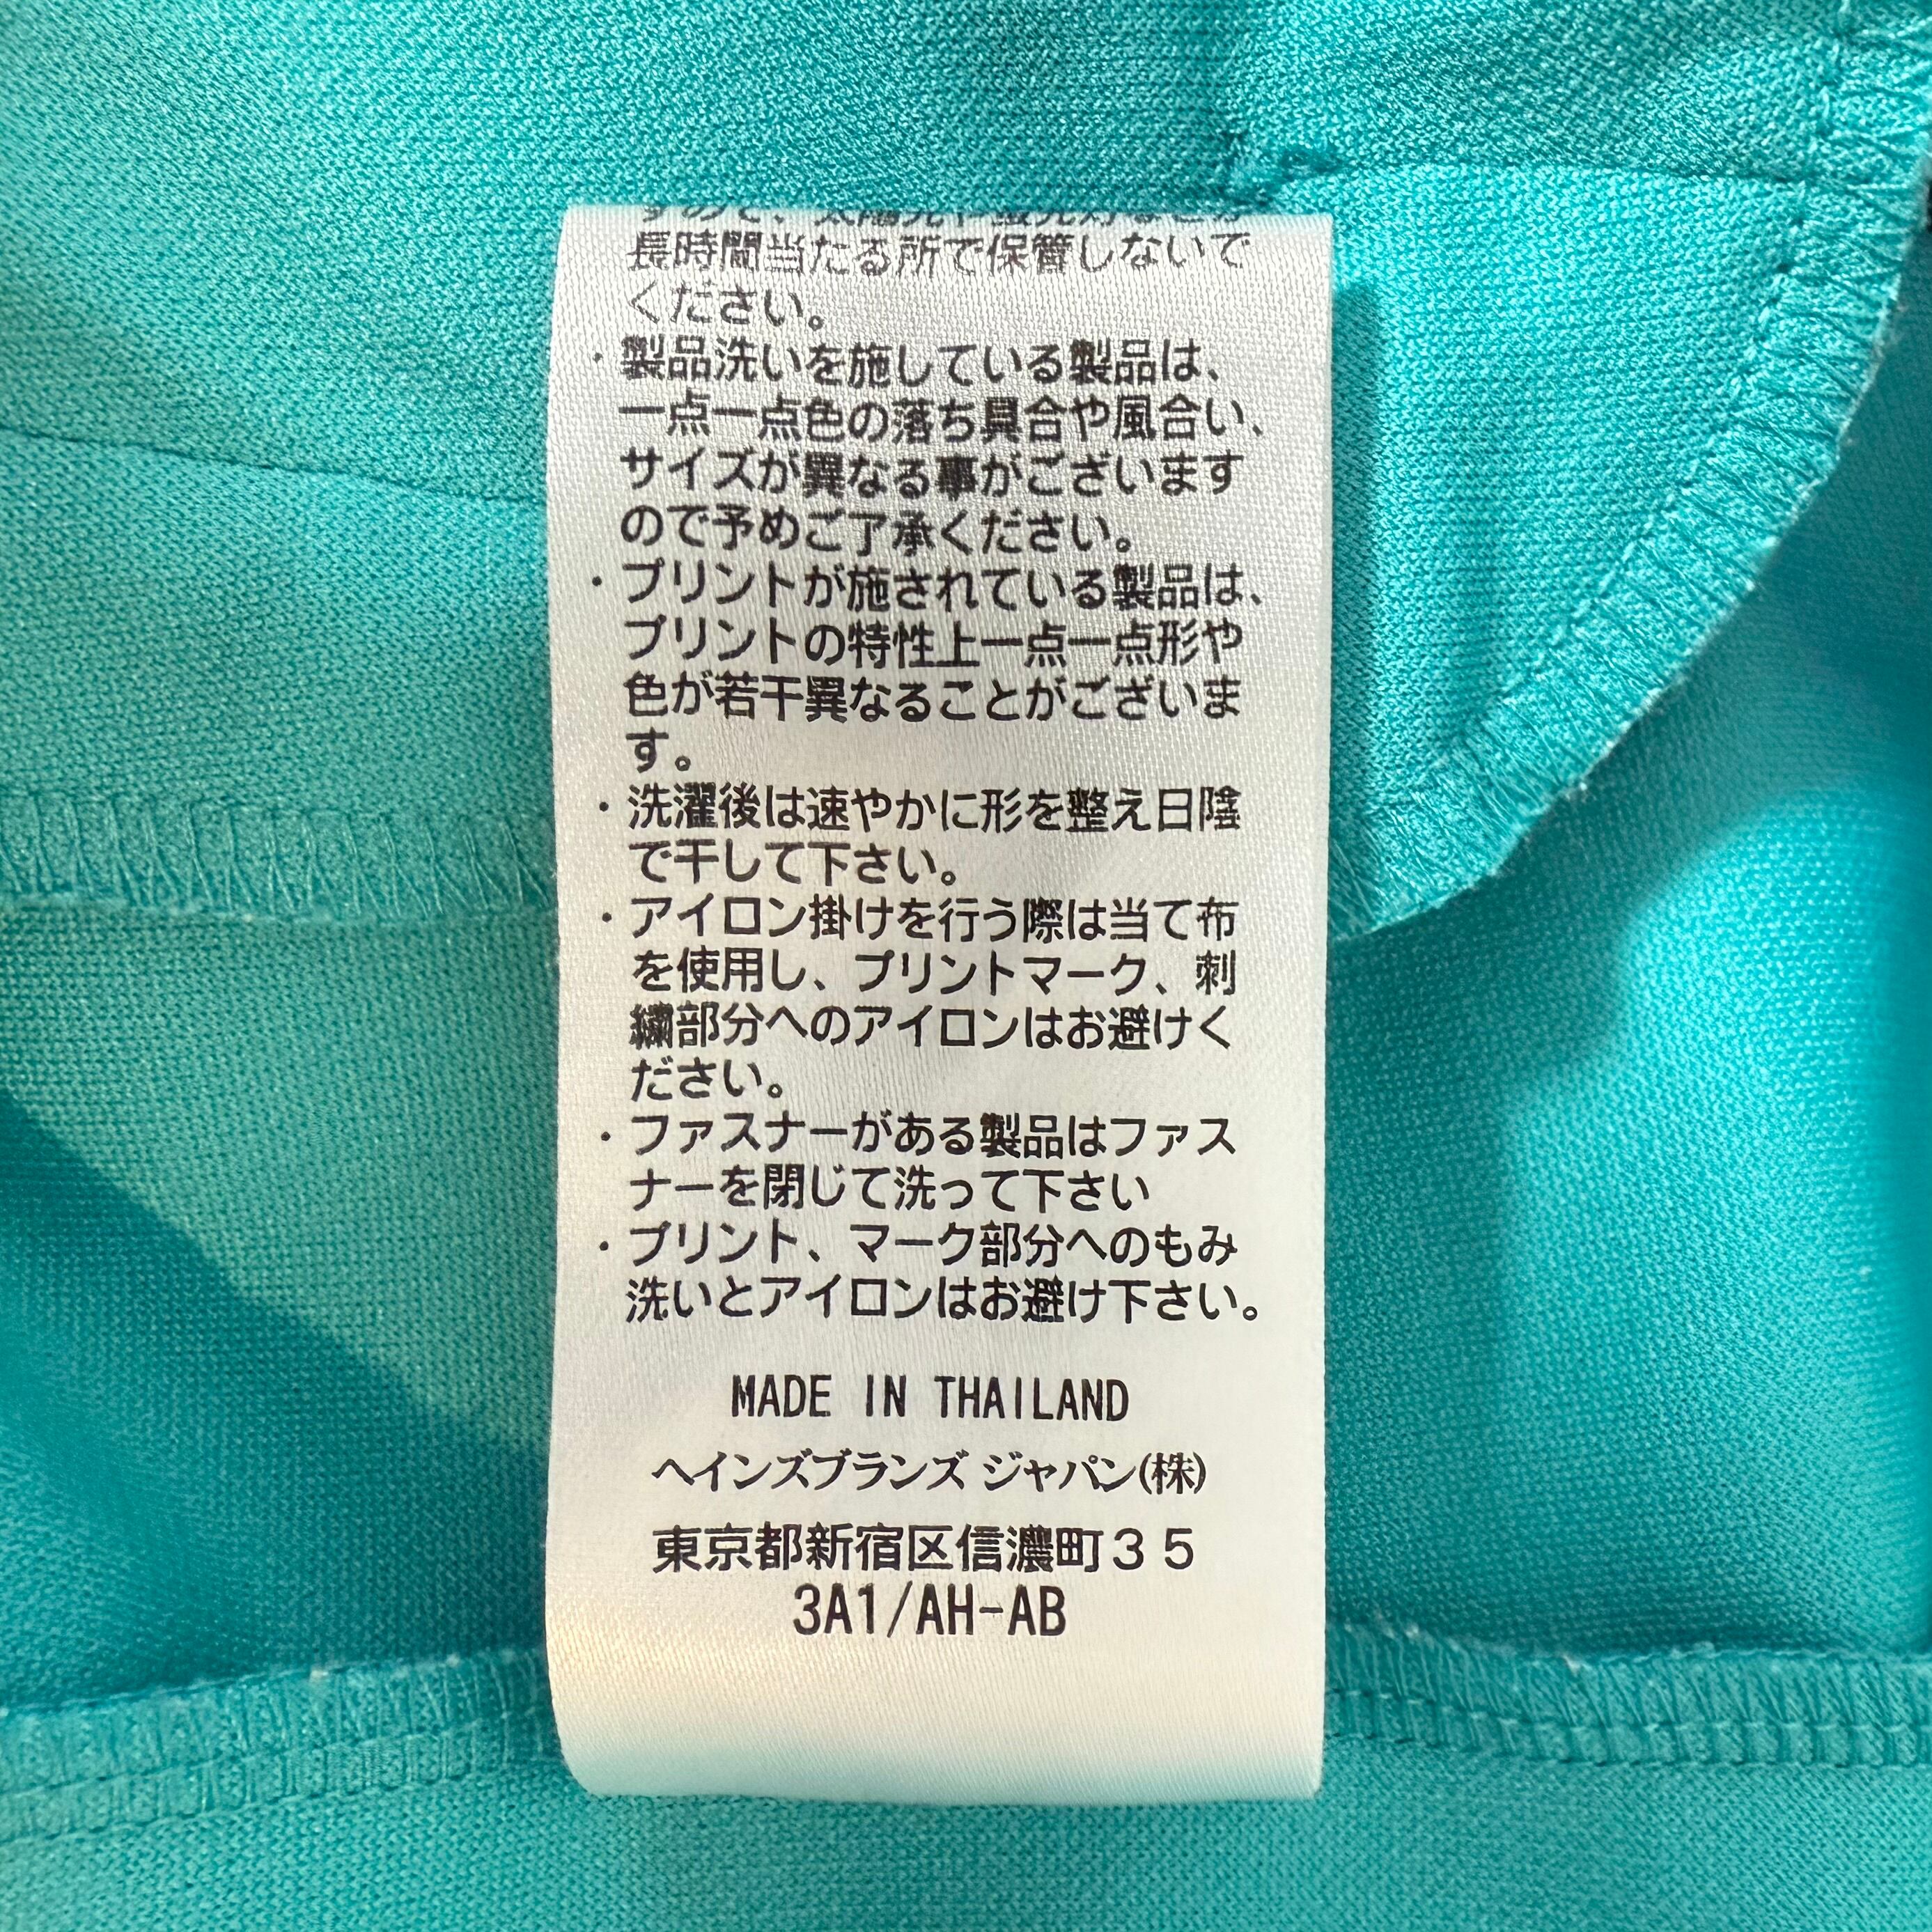 すので、太陽光や蛍光灯などが
長時間当たる所で保管しないで
ください。
・製品洗いを施している製品は、
一点一点色の落ち具合や風合い、
サイズが異なる事がございます
ので予めご了承ください。
・プリントが施されている製品は、
プリントの特性上一点一点形や
色が若干異なることがございま
す。
・洗濯後は速やかに形を整え日陰
で干して下さい。
・アイロン掛けを行う際は当て布
を使用し、プリントマーク、刺
繍部分へのアイロンはお避けく
ださい。
・ファスナーがある製品はファス
ナーを閉じて洗って下さい
・プリント、マーク部分へのもみ
洗いとアイロンはお避け下さい。
MADE IN THAILAND
ヘインズブランズ ジャパン(株)
東京都新宿区信濃町３５
3A1/AH-AB